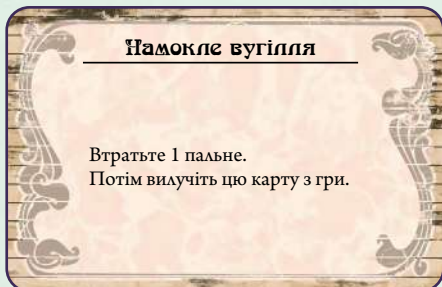 Намокле вугілля
Втратьте 1 пальне.
Потім вилучіть цю карту з гри.